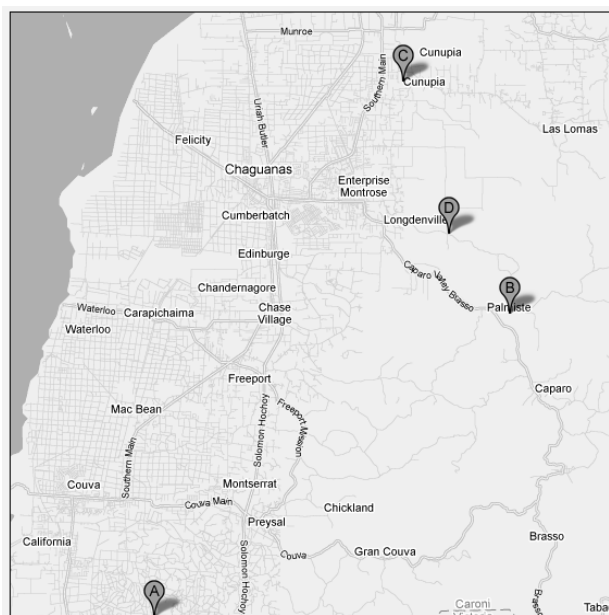 Munroe
C
Cunupia
Cunupia
Southern Main
Uriah Butler
Las Lomas
Felicity
Chaguanas
Enterprise
Montrose
Cumberbatch
Longdenville
D
Edinburge
Caparo Valley Brasso
Chandernagore
B
Palmiste
Waterloo
Carapichaima
Chase
Village
Waterloo
Freeport
Caparo
Mac Bean
Freeport-Mission
Solomon Hochoy
Southern Main
Couva
Montserrat
Couva Main
Chickland
Preysal
California
Couva
Gran Couva
Brasso
Solomon Hochoy
A
Caroni
Brasso
Taba